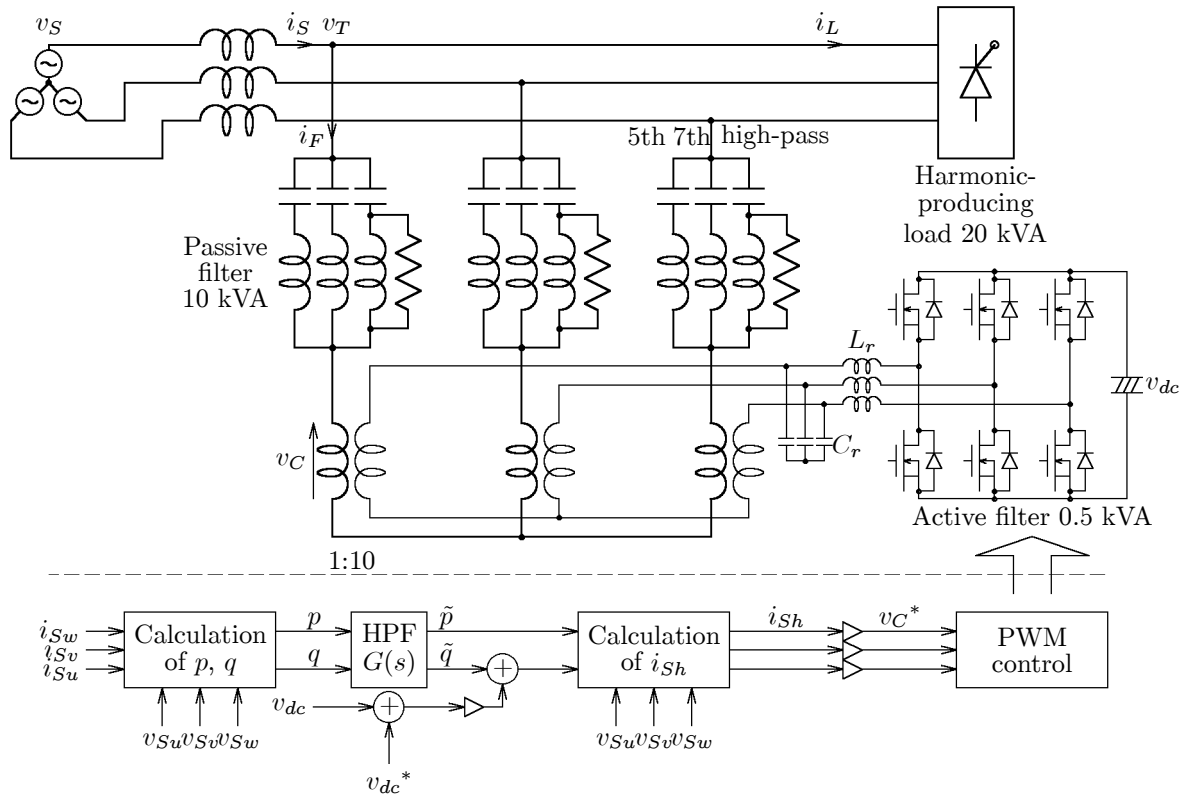 v_S
i_S v_T
i_L
i_F
5th 7th high-pass
Harmonic-
producing
load 20 kVA
Passive
filter
10 kVA
L_r
v_dc
v_C
C_r
Active filter 0.5 kVA
1:10
i_Sw
i_Sv
i_Su
Calculation
of p, q
p
q
HPF
G(s)
p̃
q̃
+
Calculation
of i_Sh
i_Sh
v_C*
PWM
control
v_dc
+
v_Su v_Sv v_Sw
v_Su v_Sv v_Sw
v_dc*